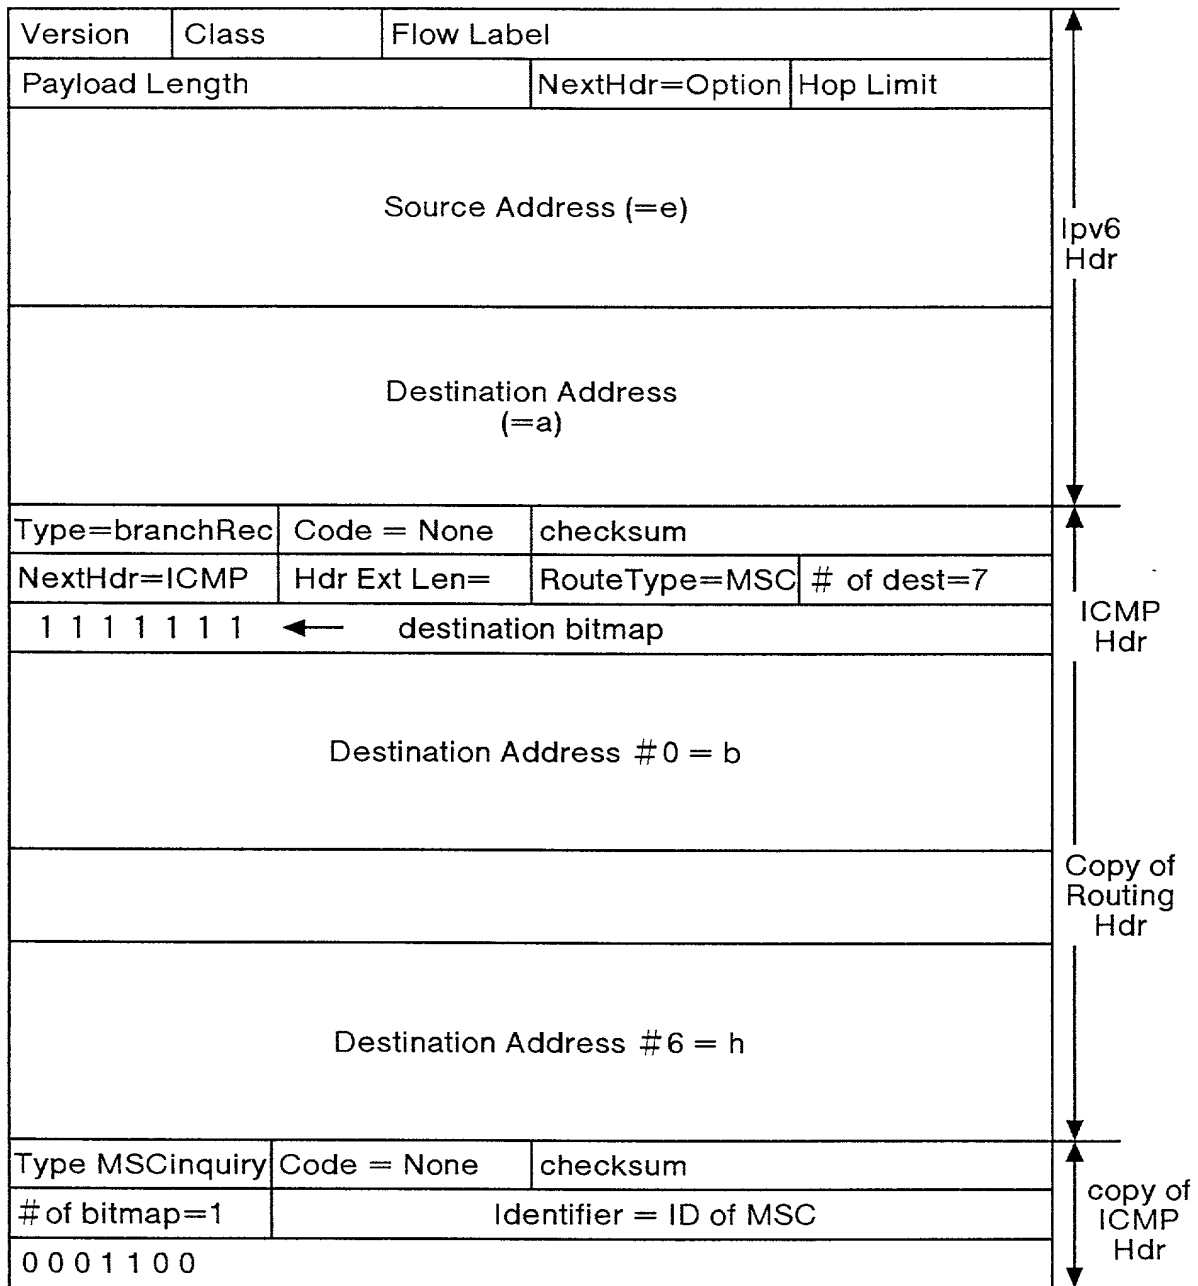 Version Class Flow Label
Payload Length NextHdr=Option Hop Limit
Source Address (=e)
Ipv6
Hdr
Destination Address
(=a)
Type=branchRec Code = None checksum
NextHdr=ICMP Hdr Ext Len= RouteType=MSC # of dest=7
1 1 1 1 1 1 1 ← destination bitmap
ICMP
Hdr
Destination Address #0 = b
Copy of
Routing
Hdr
Destination Address #6 = h
Type MSCinquiry Code = None checksum
# of bitmap=1 Identifier = ID of MSC
0 0 0 1 1 0 0
copy of
ICMP
Hdr